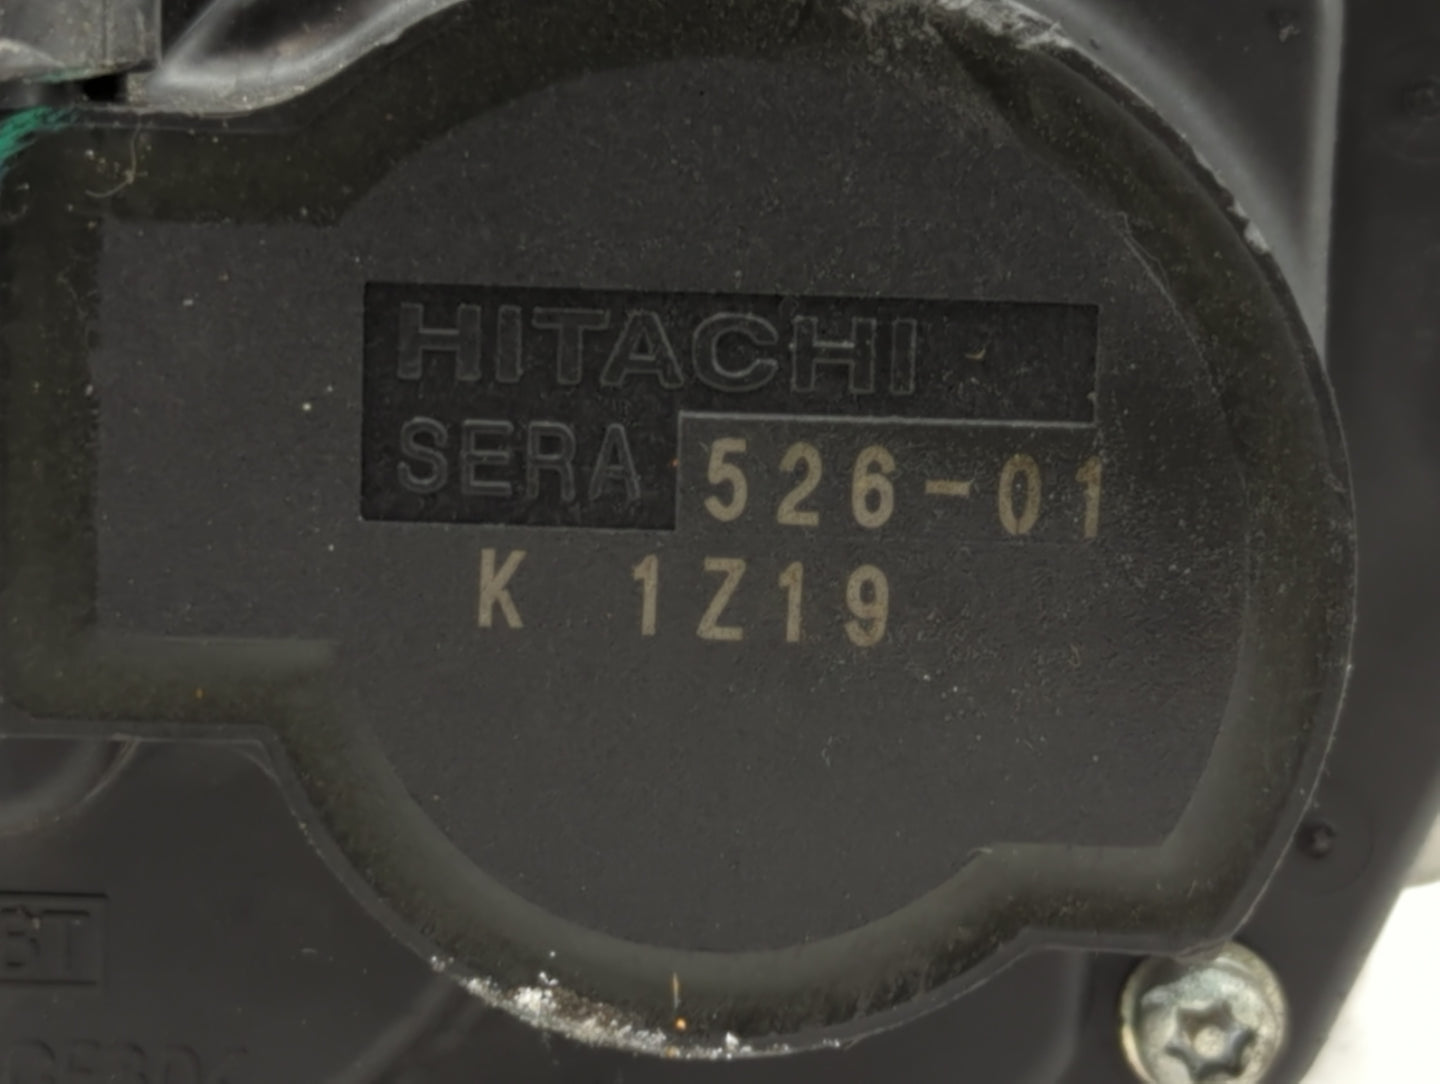 HITACHI
SERA 526-01
K 1Z19